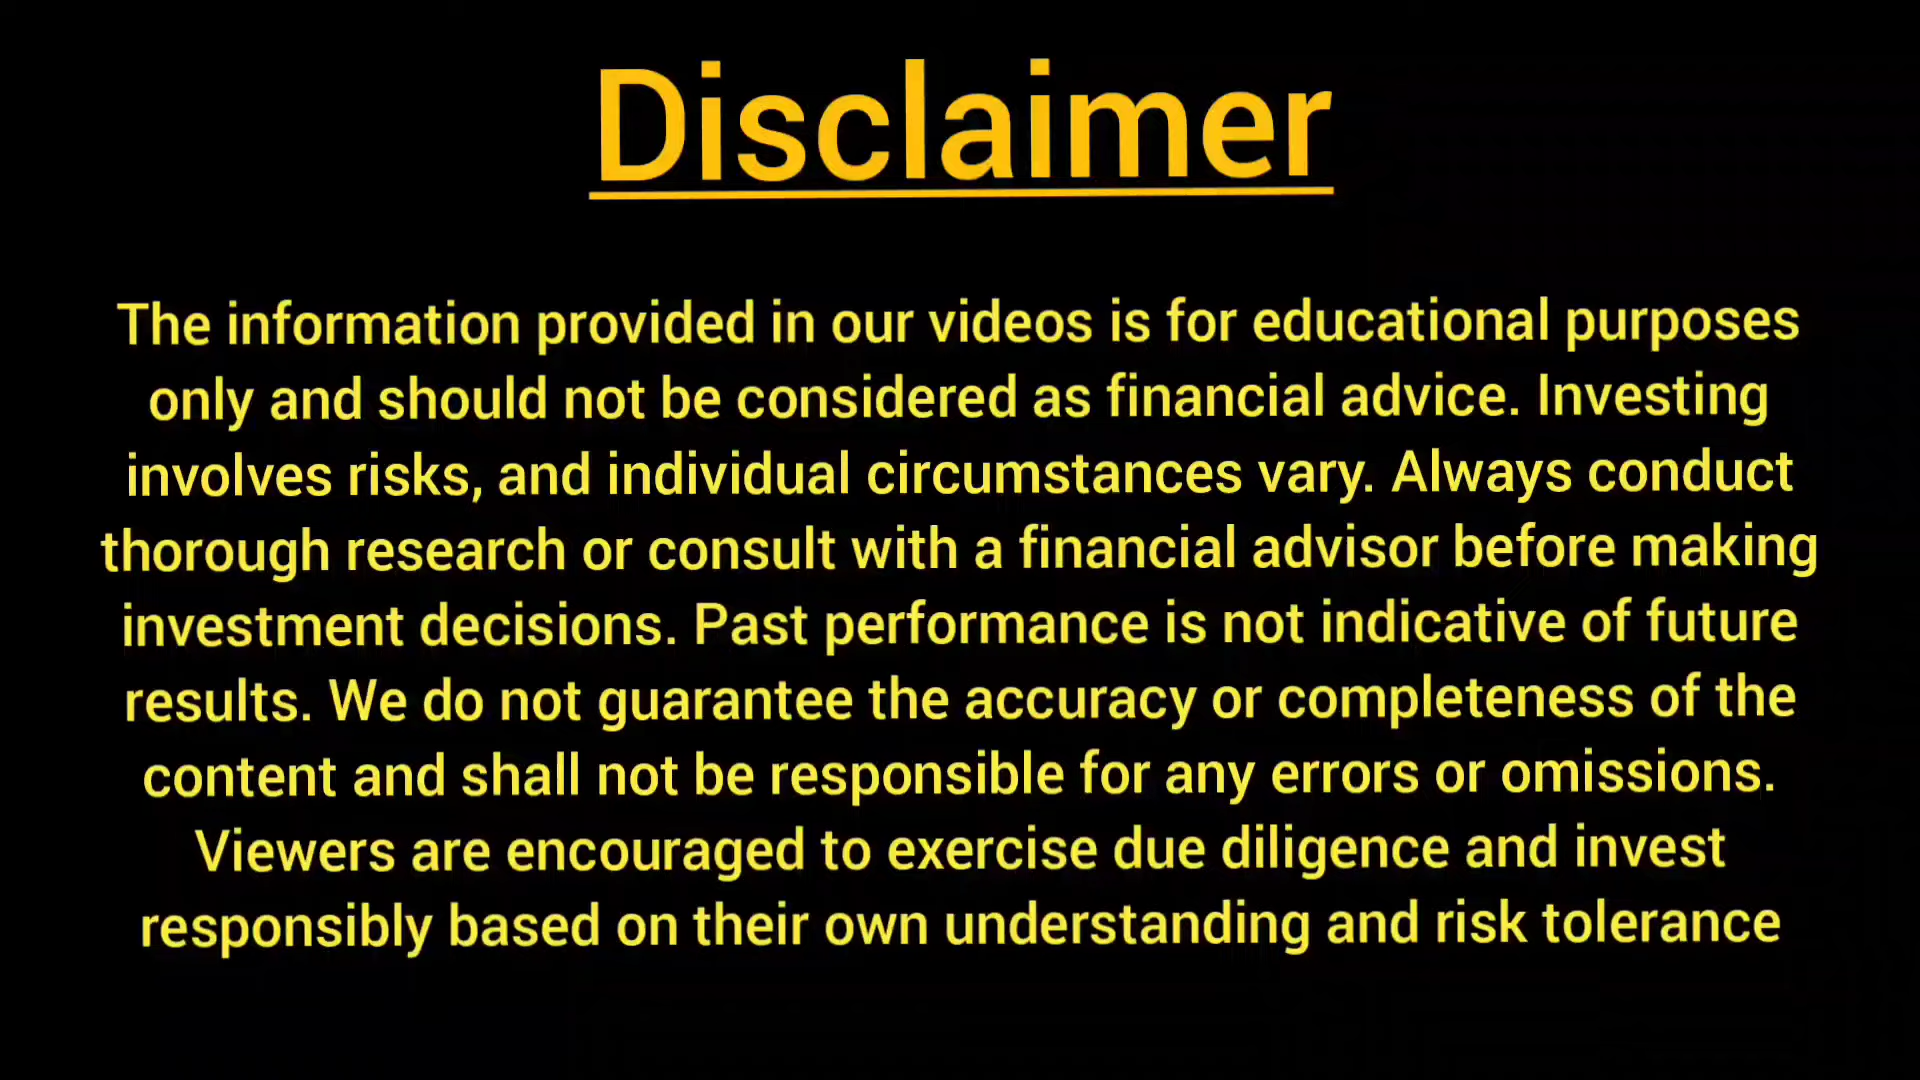 Disclaimer
The information provided in our videos is for educational purposes
only and should not be considered as financial advice. Investing
involves risks, and individual circumstances vary. Always conduct
thorough research or consult with a financial advisor before making
investment decisions. Past performance is not indicative of future
results. We do not guarantee the accuracy or completeness of the
content and shall not be responsible for any errors or omissions.
Viewers are encouraged to exercise due diligence and invest
responsibly based on their own understanding and risk tolerance